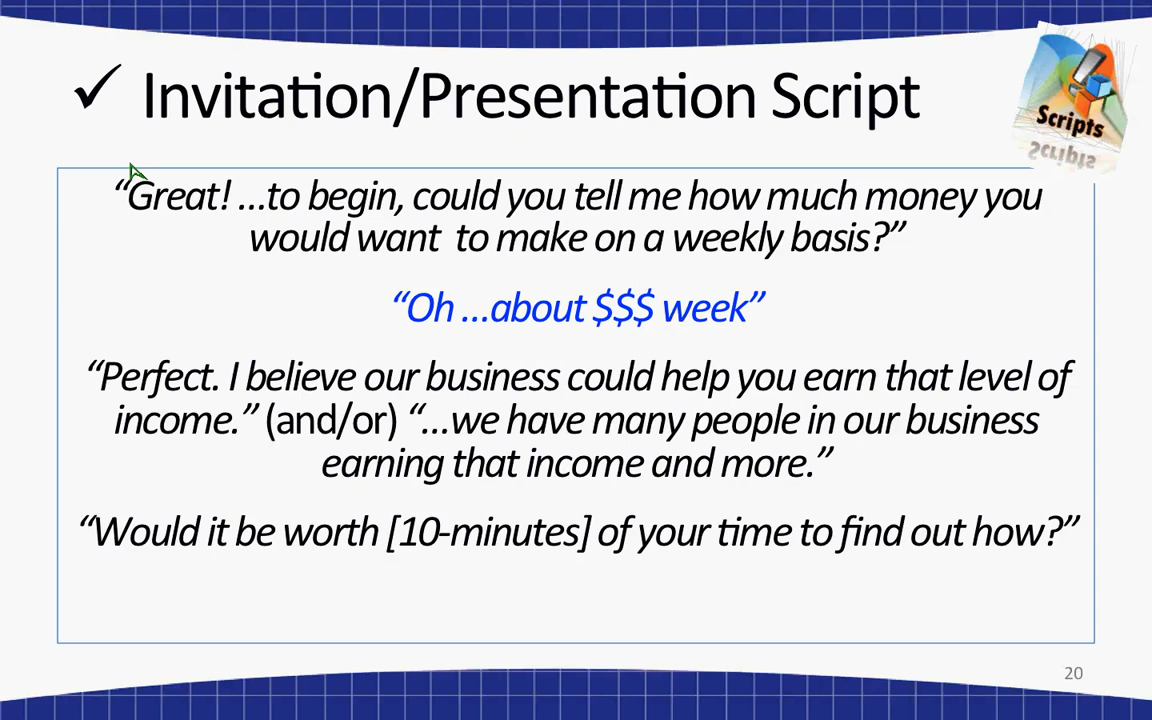 ✓ Invitation/Presentation Script
Scripts
“Great! ...to begin, could you tell me how much money you
would want to make on a weekly basis?”
“Oh ...about $$$ week”
“Perfect. I believe our business could help you earn that level of
income.” (and/or) “...we have many people in our business
earning that income and more.”
“Would it be worth [10-minutes] of your time to find out how?”
20